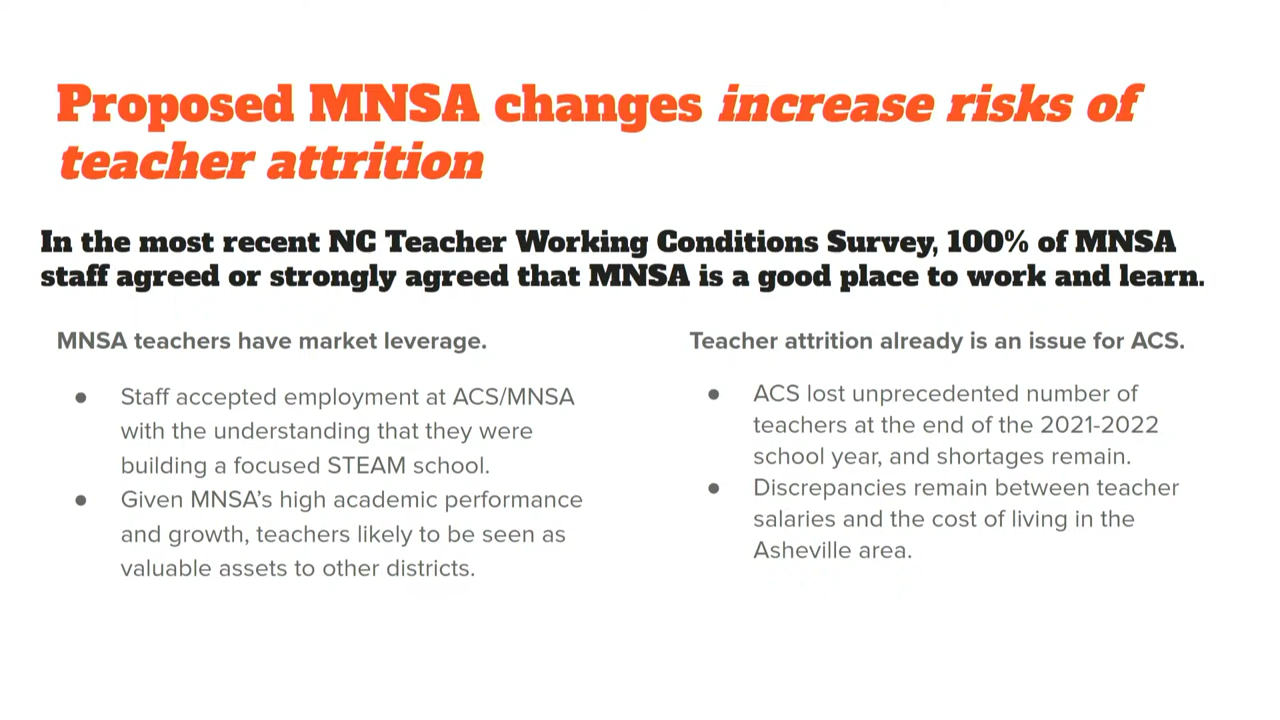 Proposed MNSA changes increase risks of
teacher attrition
In the most recent NC Teacher Working Conditions Survey, 100% of MNSA
staff agreed or strongly agreed that MNSA is a good place to work and learn.
MNSA teachers have market leverage.
● Staff accepted employment at ACS/MNSA
with the understanding that they were
building a focused STEAM school.
● Given MNSA’s high academic performance
and growth, teachers likely to be seen as
valuable assets to other districts.
Teacher attrition already is an issue for ACS.
● ACS lost unprecedented number of
teachers at the end of the 2021-2022
school year, and shortages remain.
● Discrepancies remain between teacher
salaries and the cost of living in the
Asheville area.